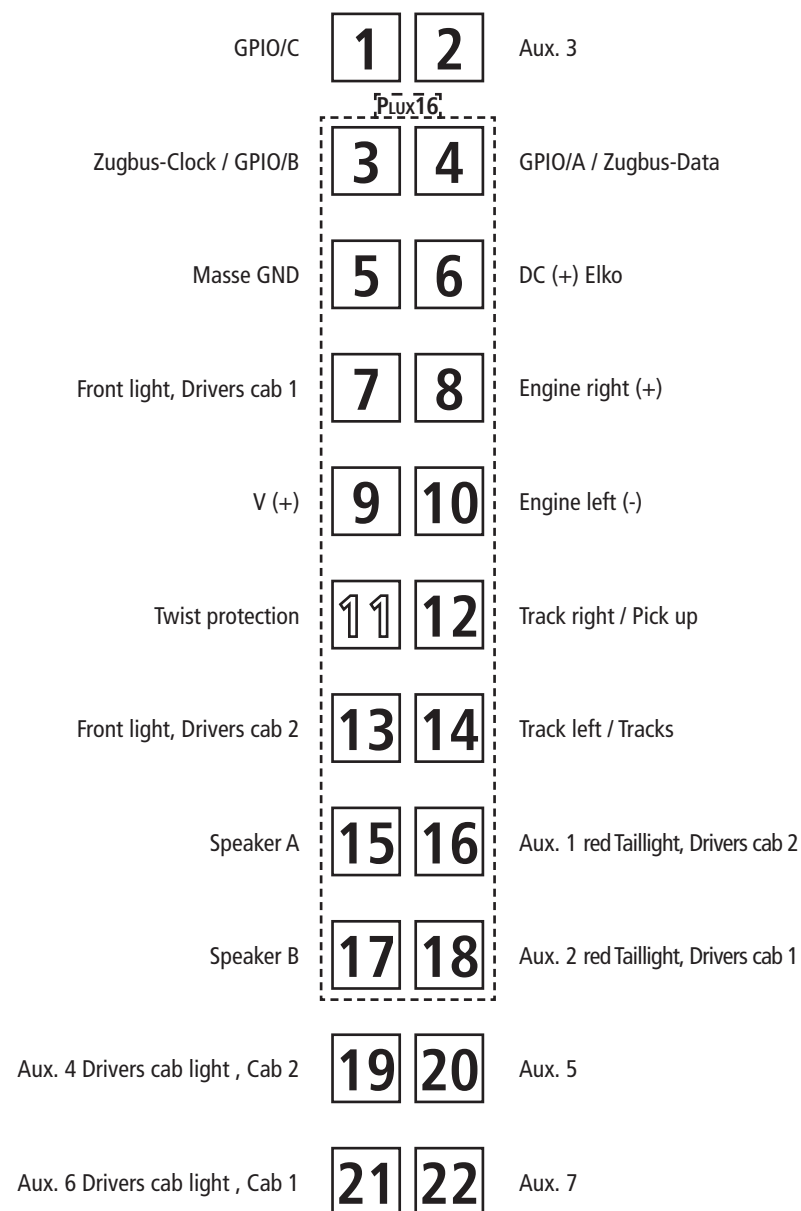 GPIO/C 1 2 Aux. 3
PLUX16
Zugbus-Clock / GPIO/B 3 4 GPIO/A / Zugbus-Data
Masse GND 5 6 DC (+) Elko
Front light, Drivers cab 1 7 8 Engine right (+)
V (+) 9 10 Engine left (-)
Twist protection 11 12 Track right / Pick up
Front light, Drivers cab 2 13 14 Track left / Tracks
Speaker A 15 16 Aux. 1 red Taillight, Drivers cab 2
Speaker B 17 18 Aux. 2 red Taillight, Drivers cab 1
Aux. 4 Drivers cab light , Cab 2 19 20 Aux. 5
Aux. 6 Drivers cab light , Cab 1 21 22 Aux. 7